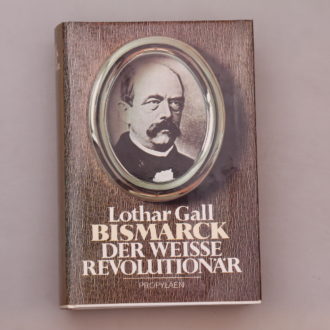 Lothar Gall
BISMARCK
DER WEISSE
REVOLUTIONÄR
PROPYLÄEN